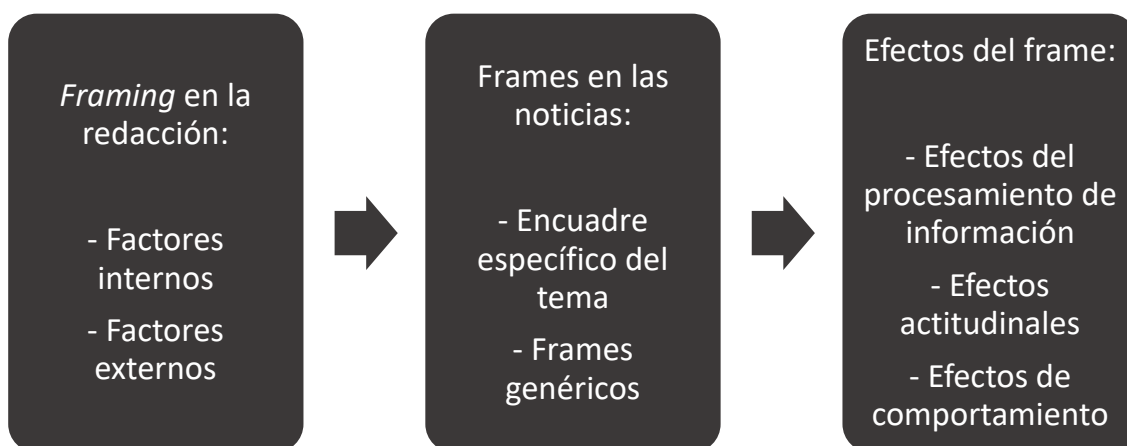 Framing en la
redacción:
- Factores
internos
- Factores
externos
Frames en las
noticias:
- Encuadre
específico del
tema
- Frames
genéricos
Efectos del frame:
- Efectos del
procesamiento de
información
- Efectos
actitudinales
- Efectos de
comportamiento